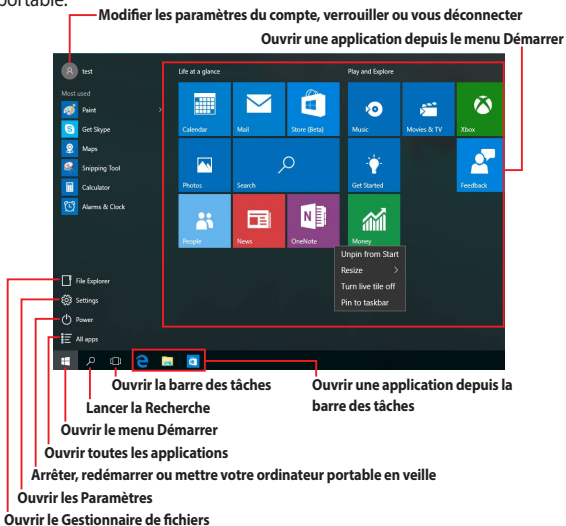 portable.
Modifier les paramètres du compte, verrouiller ou vous déconnecter
Ouvrir une application depuis le menu Démarrer
test
Life at a glance
Play and Explore
Most used
Paint
Get Skype
Maps
Snipping Tool
Calculator
Alarms & Clock
Calendar
Mail
Store (Beta)
Music
Movies & TV
Xbox
Photos
Search
Get Started
Feedback
People
News
OneNote
Money
Unpin from Start
Resize
Turn live tile off
Pin to taskbar
File Explorer
Settings
Power
All apps
Ouvrir la barre des tâches
Ouvrir une application depuis la
barre des tâches
Lancer la Recherche
Ouvrir le menu Démarrer
Ouvrir toutes les applications
Arrêter, redémarrer ou mettre votre ordinateur portable en veille
Ouvrir les Paramètres
Ouvrir le Gestionnaire de fichiers